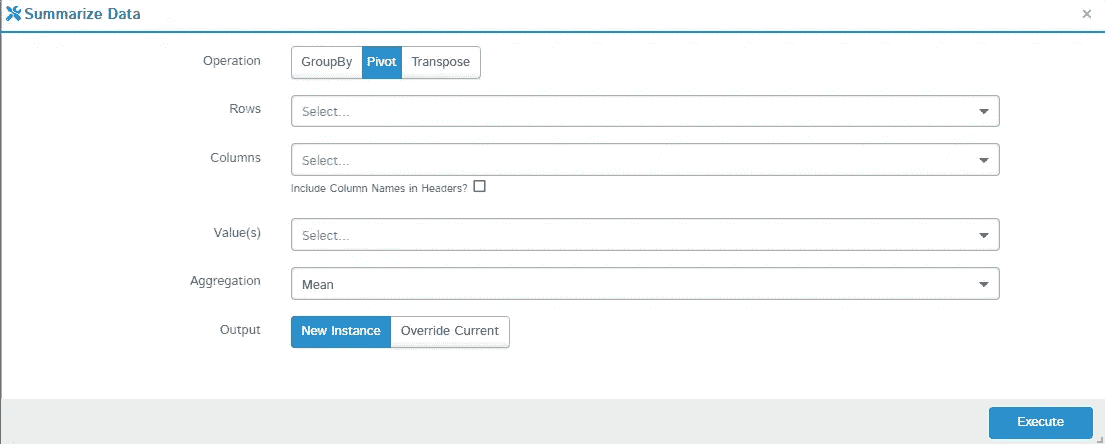 Summarize Data ×
Operation GroupBy Pivot Transpose
Rows Select...
Columns Select...
Include Column Names in Headers?
Value(s) Select...
Aggregation Mean
Output New Instance Override Current
Execute